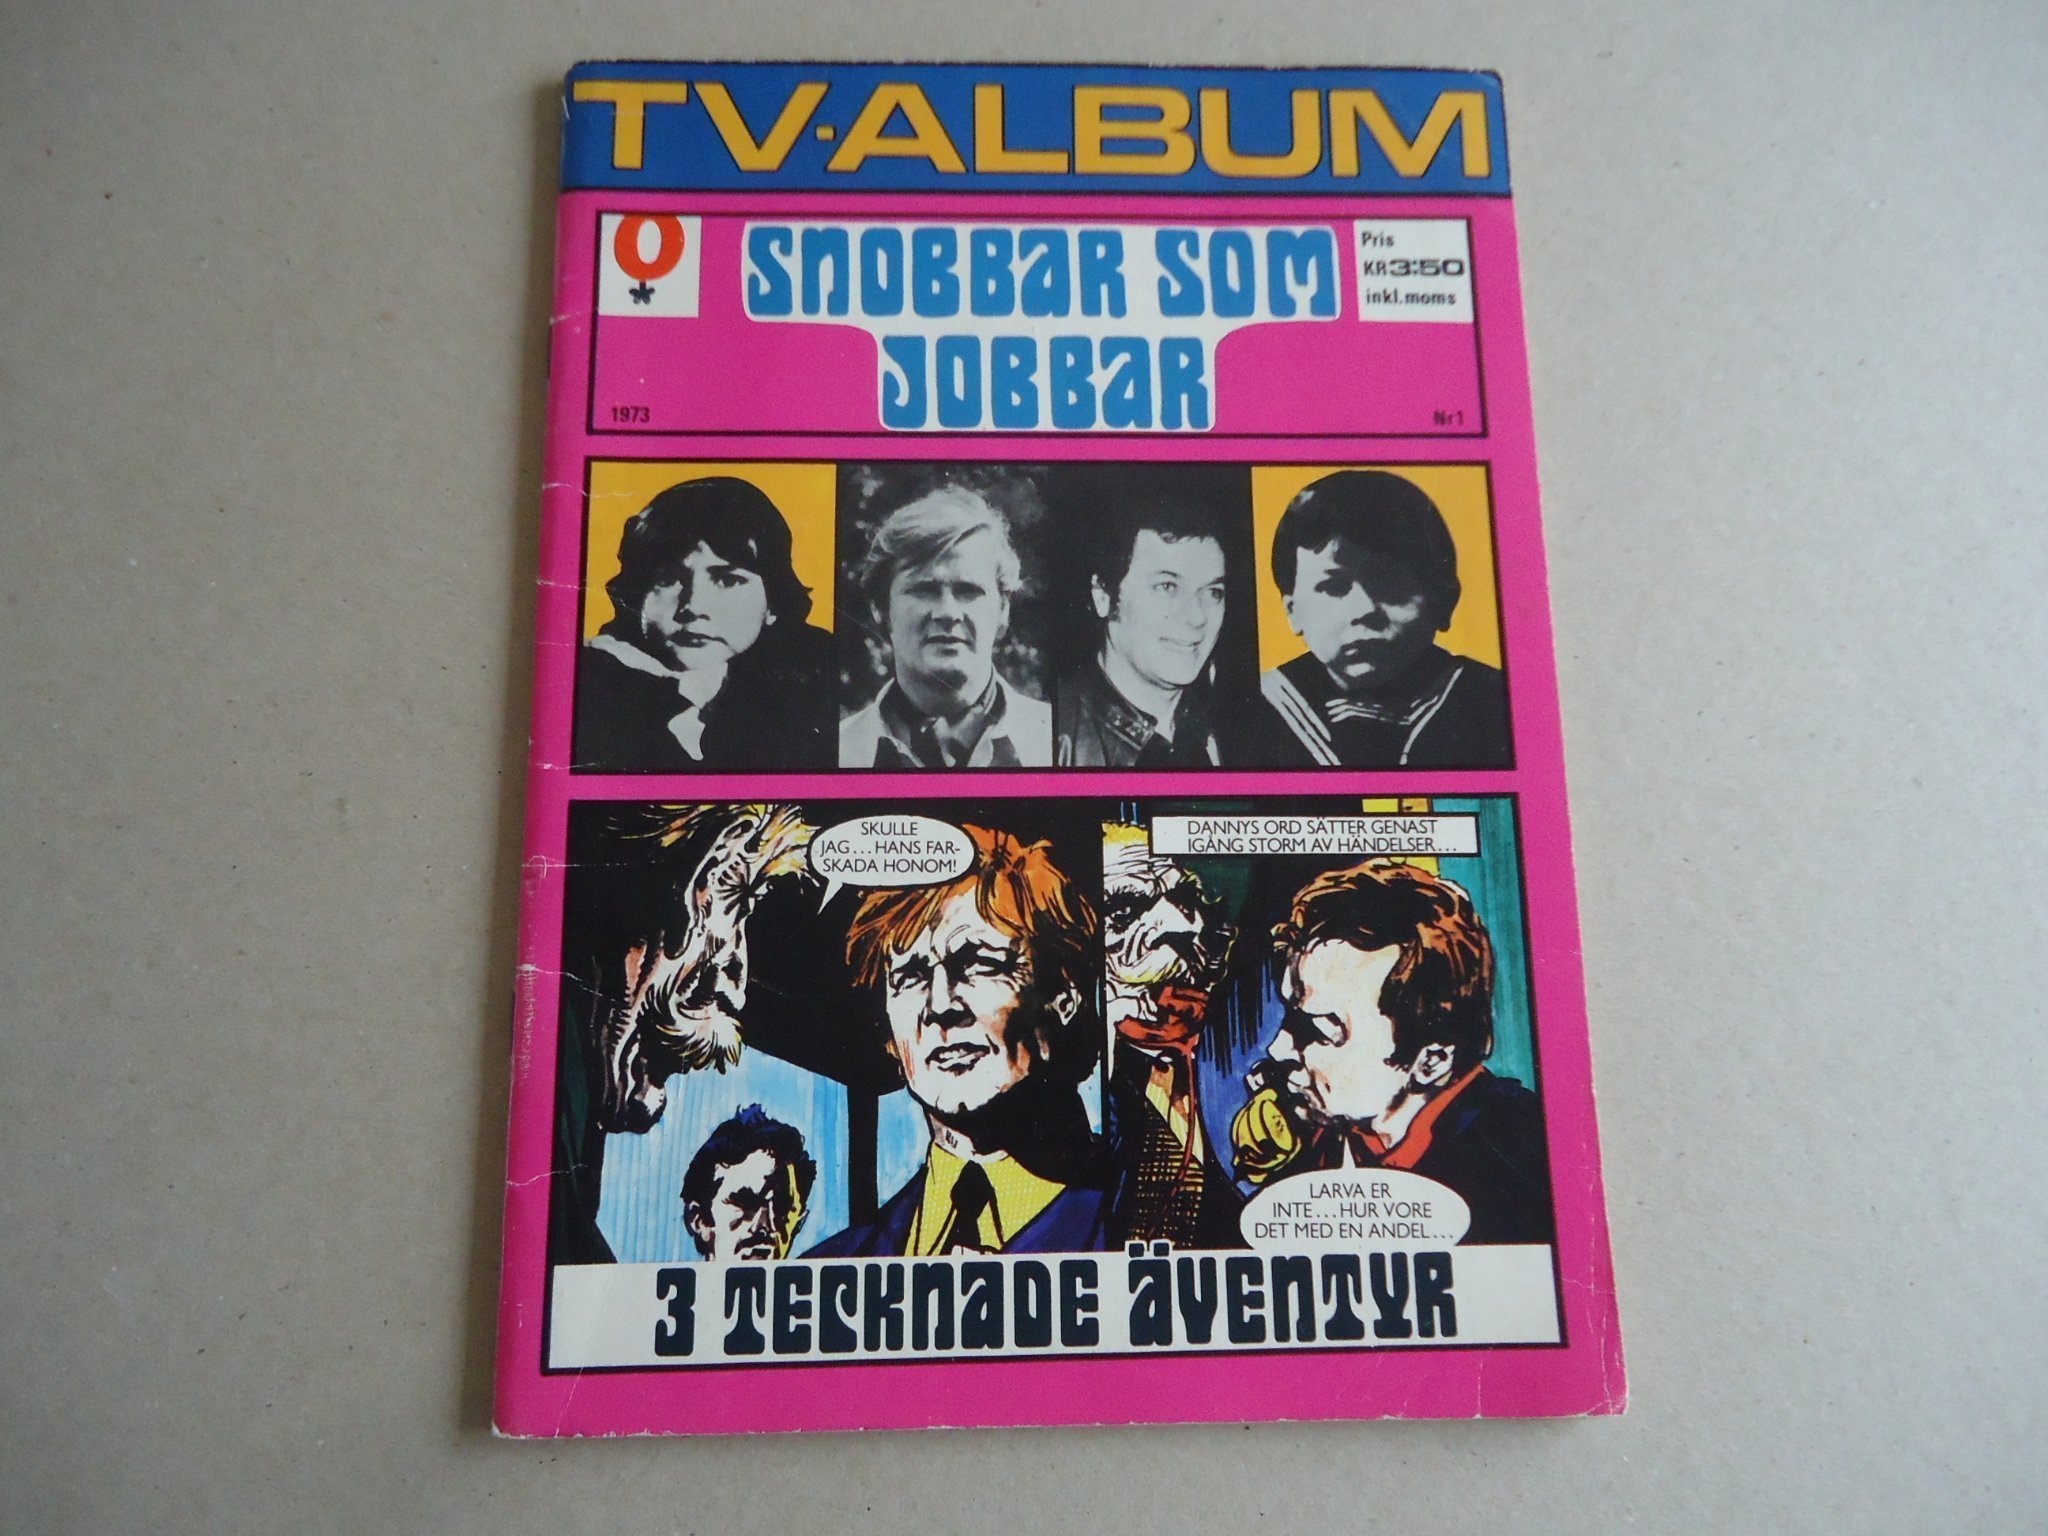 TV-ALBUM
SNOBBAR SOM
JOBBAR
Pris
KR 3:50
inkl.moms
1973
Nr1
SKULLE
JAG...HANS FAR-
SKADA HONOM!
DANNYS ORD SÄTTER GENAST
IGÅNG STORM AV HÄNDELSER...
LARVA ER
INTE...HUR VORE
DET MED EN ANDEL...
3 TECKNADE ÄVENTYR